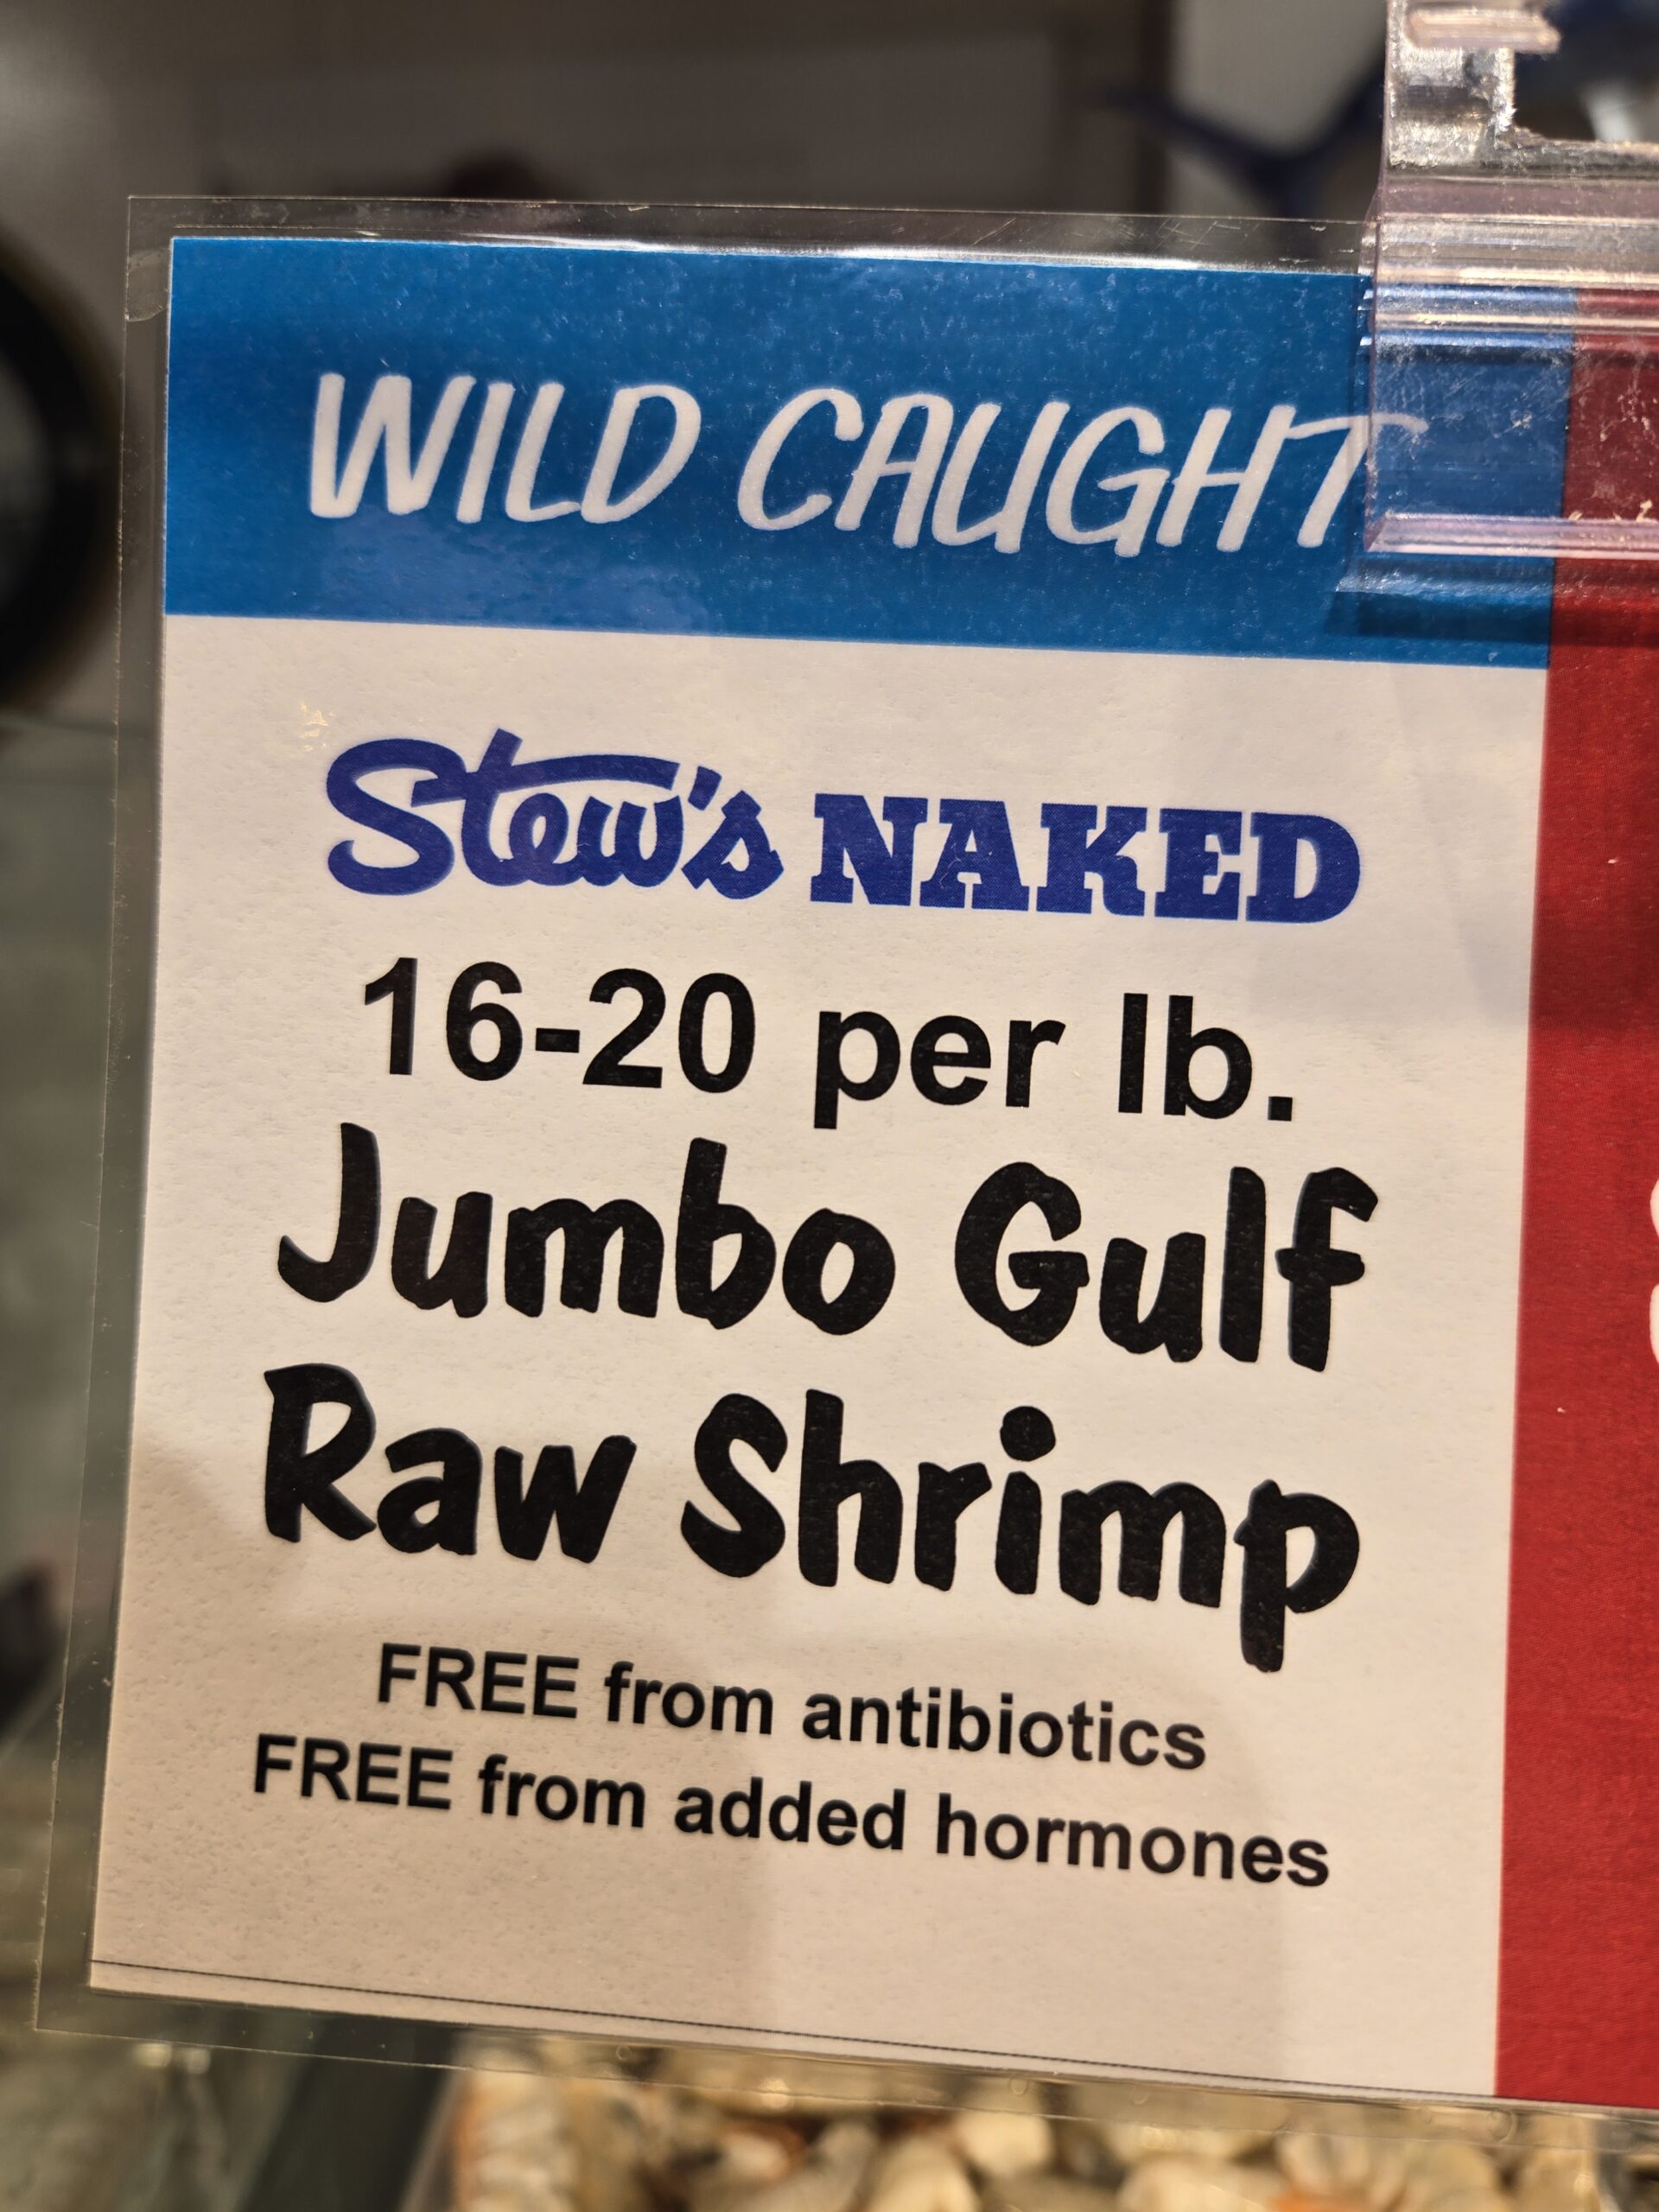 WILD CAUGHT
Stew's NAKED
16-20 per lb.
Jumbo Gulf
Raw Shrimp
FREE from antibiotics
FREE from added hormones